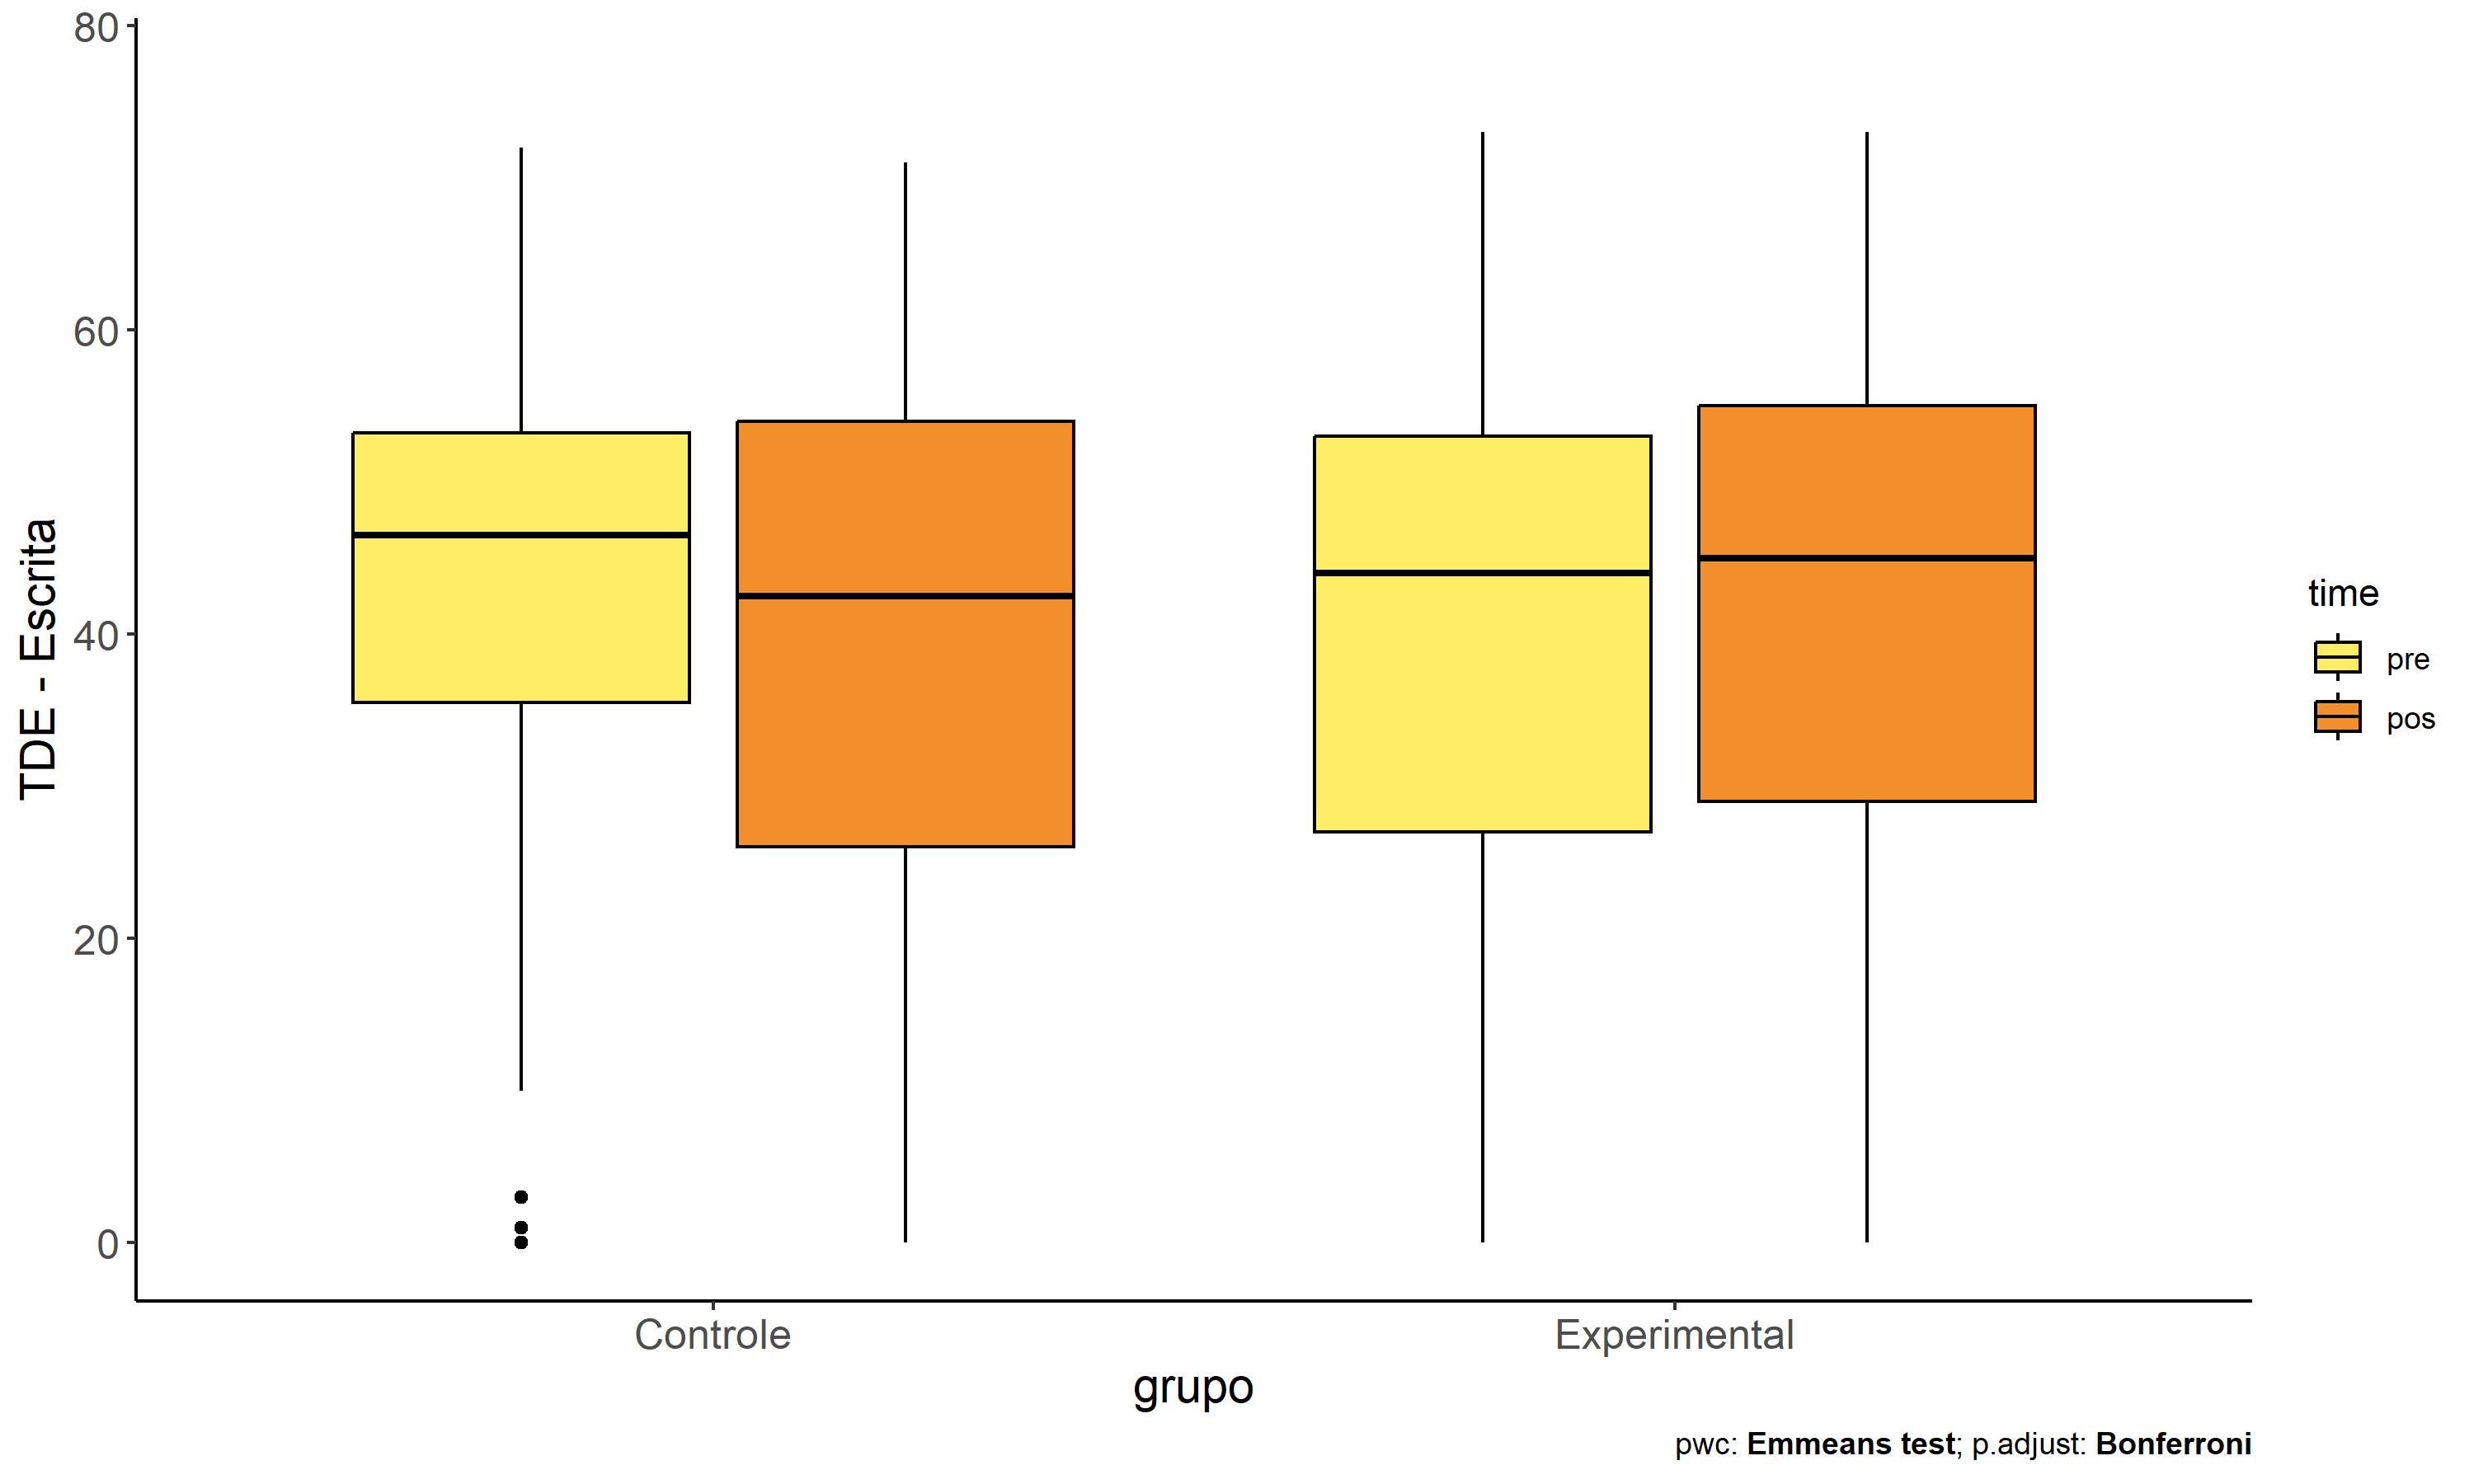 80
60
40
20
0
TDE - Escrita
Controle
Experimental
grupo
time
pre
pos
pwc: Emmeans test; p.adjust: Bonferroni